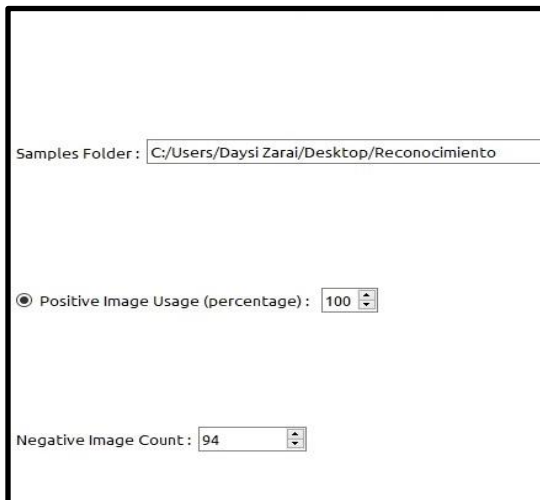 Samples Folder : C:/Users/Daysi Zarai/Desktop/Reconocimiento
Positive Image Usage (percentage) : 100
Negative Image Count : 94